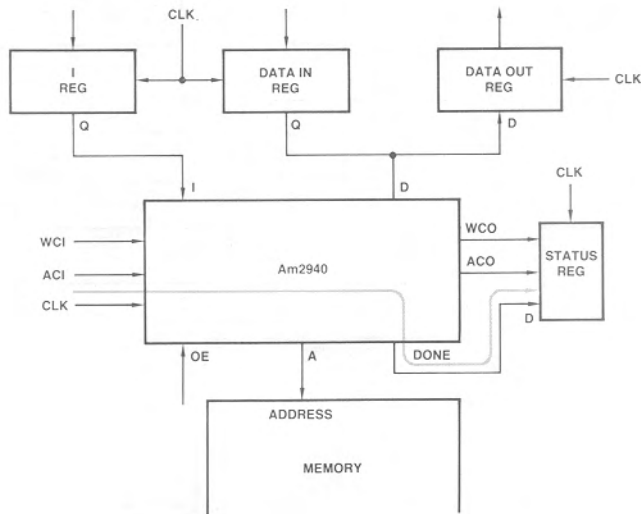 CLK
I
REG
DATA IN
REG
DATA OUT
REG
CLK
Q
Q
D
I
D
CLK
WCI
ACI
CLK
Am2940
WCO
ACO
STATUS
REG
D
OE
A
DONE
ADDRESS
MEMORY